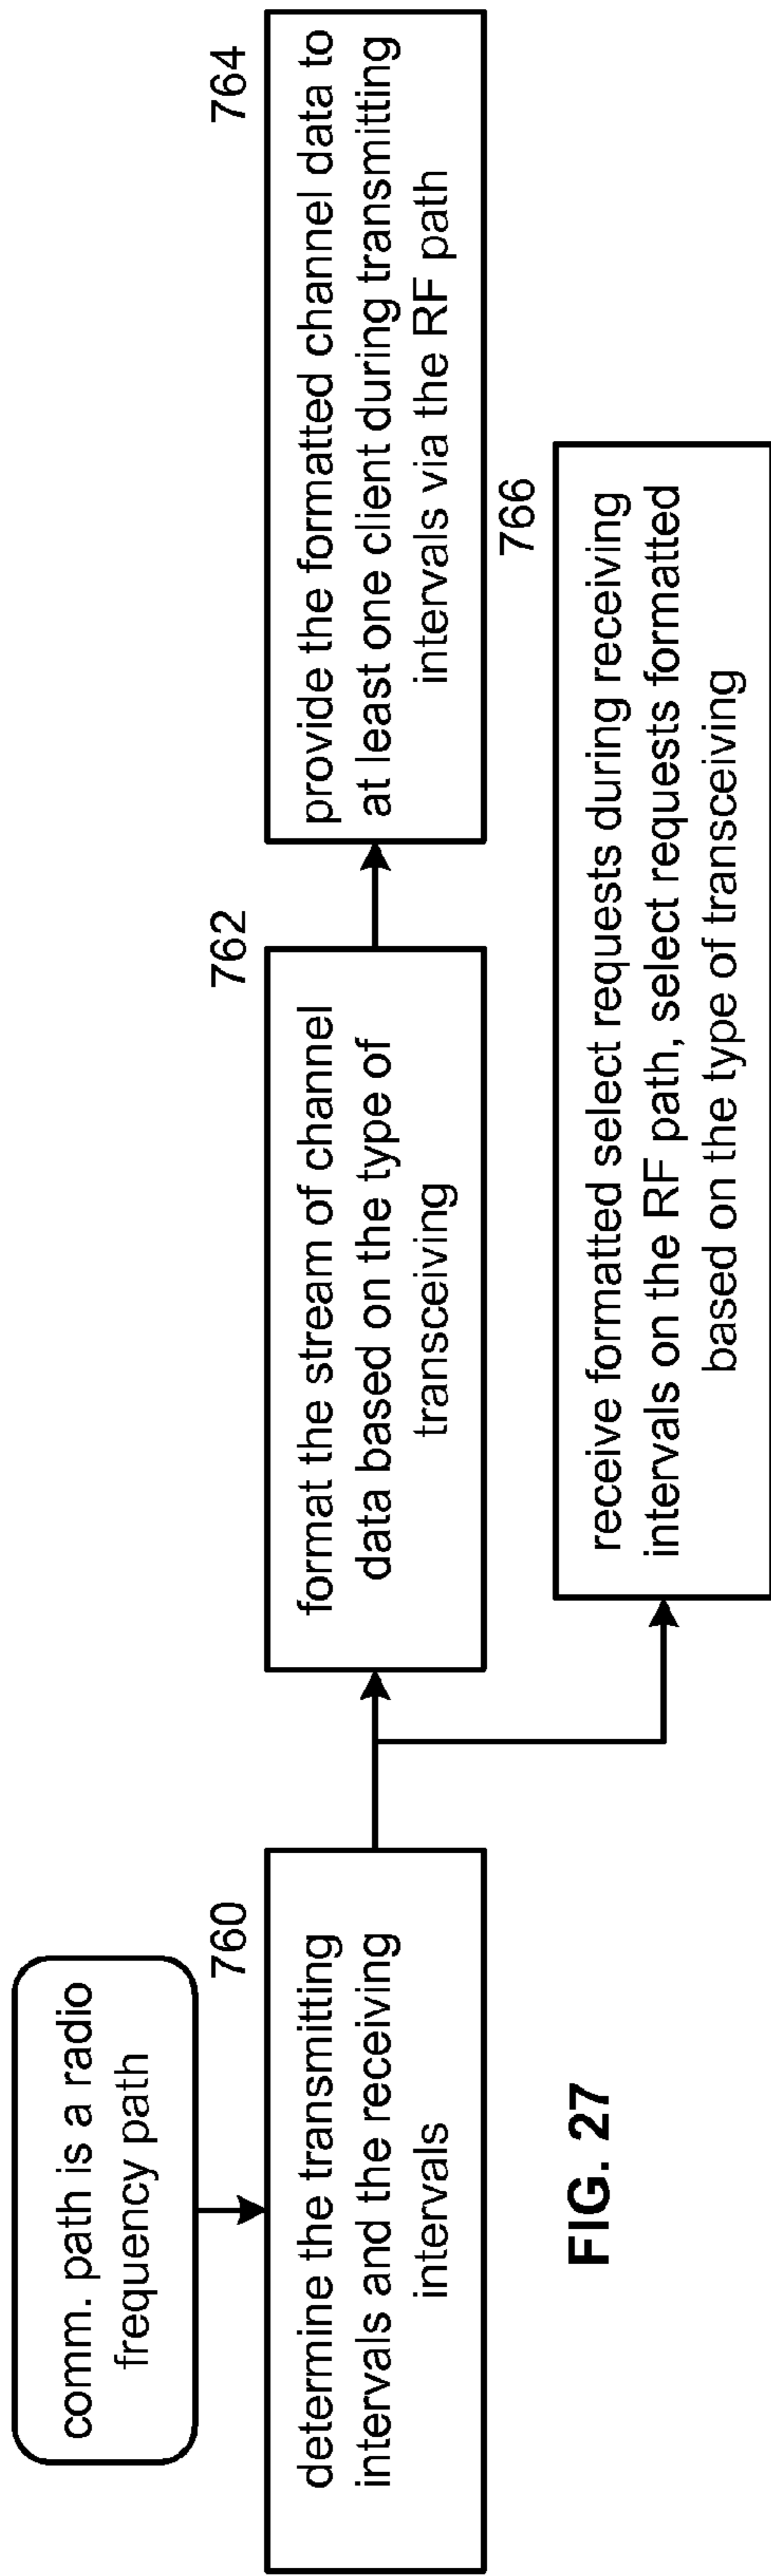 comm. path is a radio
frequency path
760
determine the transmitting
intervals and the receiving
intervals
762
format the stream of channel
data based on the type of
transceiving
764
provide the formatted channel data to
at least one client during transmitting
intervals via the RF path
766
receive formatted select requests during receiving
intervals on the RF path, select requests formatted
based on the type of transceiving
FIG. 27